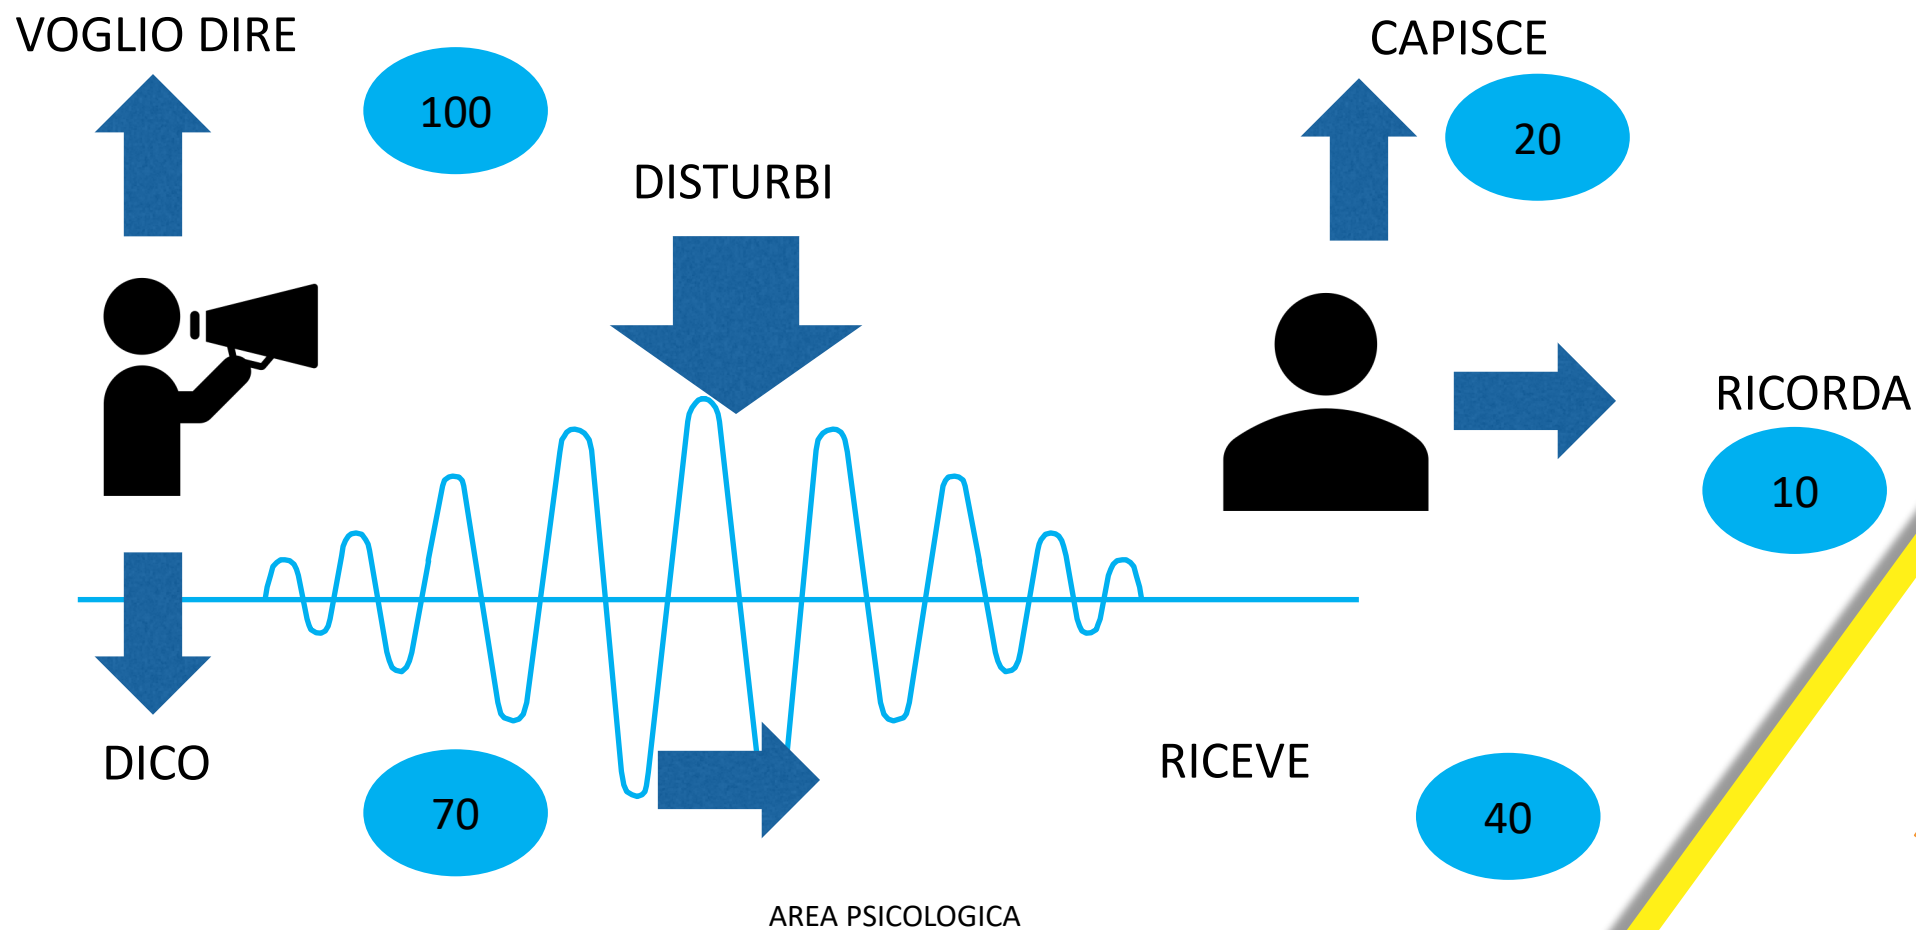 VOGLIO DIRE
100
DISTURBI
CAPISCE
20
RICORDA
10
DICO
70
RICEVE
40
AREA PSICOLOGICA